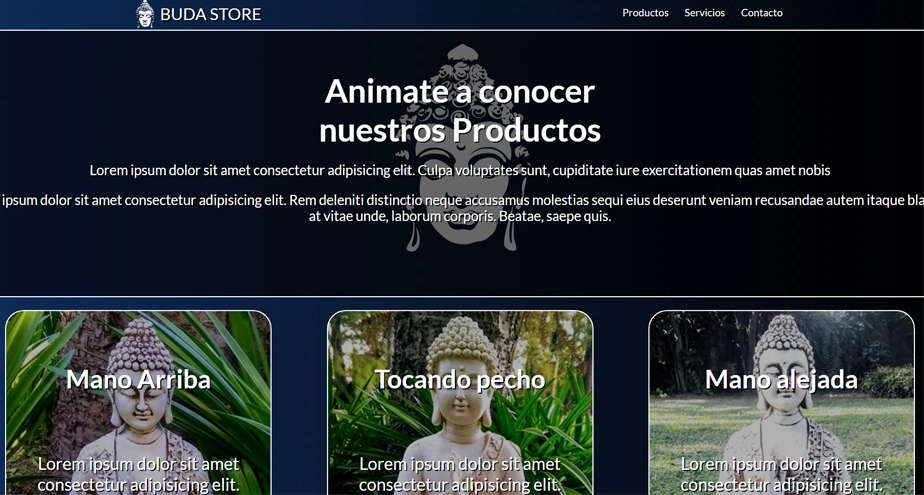 BUDA STORE
Productos Servicios Contacto
Animate a conocer
nuestros Productos
Lorem ipsum dolor sit amet consectetur adipisicing elit. Culpa voluptates sunt, cupiditate iure exercitationem quas amet nobis
ipsum dolor sit amet consectetur adipisicing elit. Rem deleniti distinctio neque accusamus molestias sequi eius deserunt veniam recusandae autem itaque bla
at vitae unde, laborum corporis. Beatae, saepe quis.
Mano Arriba
Lorem ipsum dolor sit amet
consectetur adipisicing elit.
Tocando pecho
Lorem ipsum dolor sit amet
consectetur adipisicing elit.
Mano alejada
Lorem ipsum dolor sit amet
consectetur adipisicing elit.